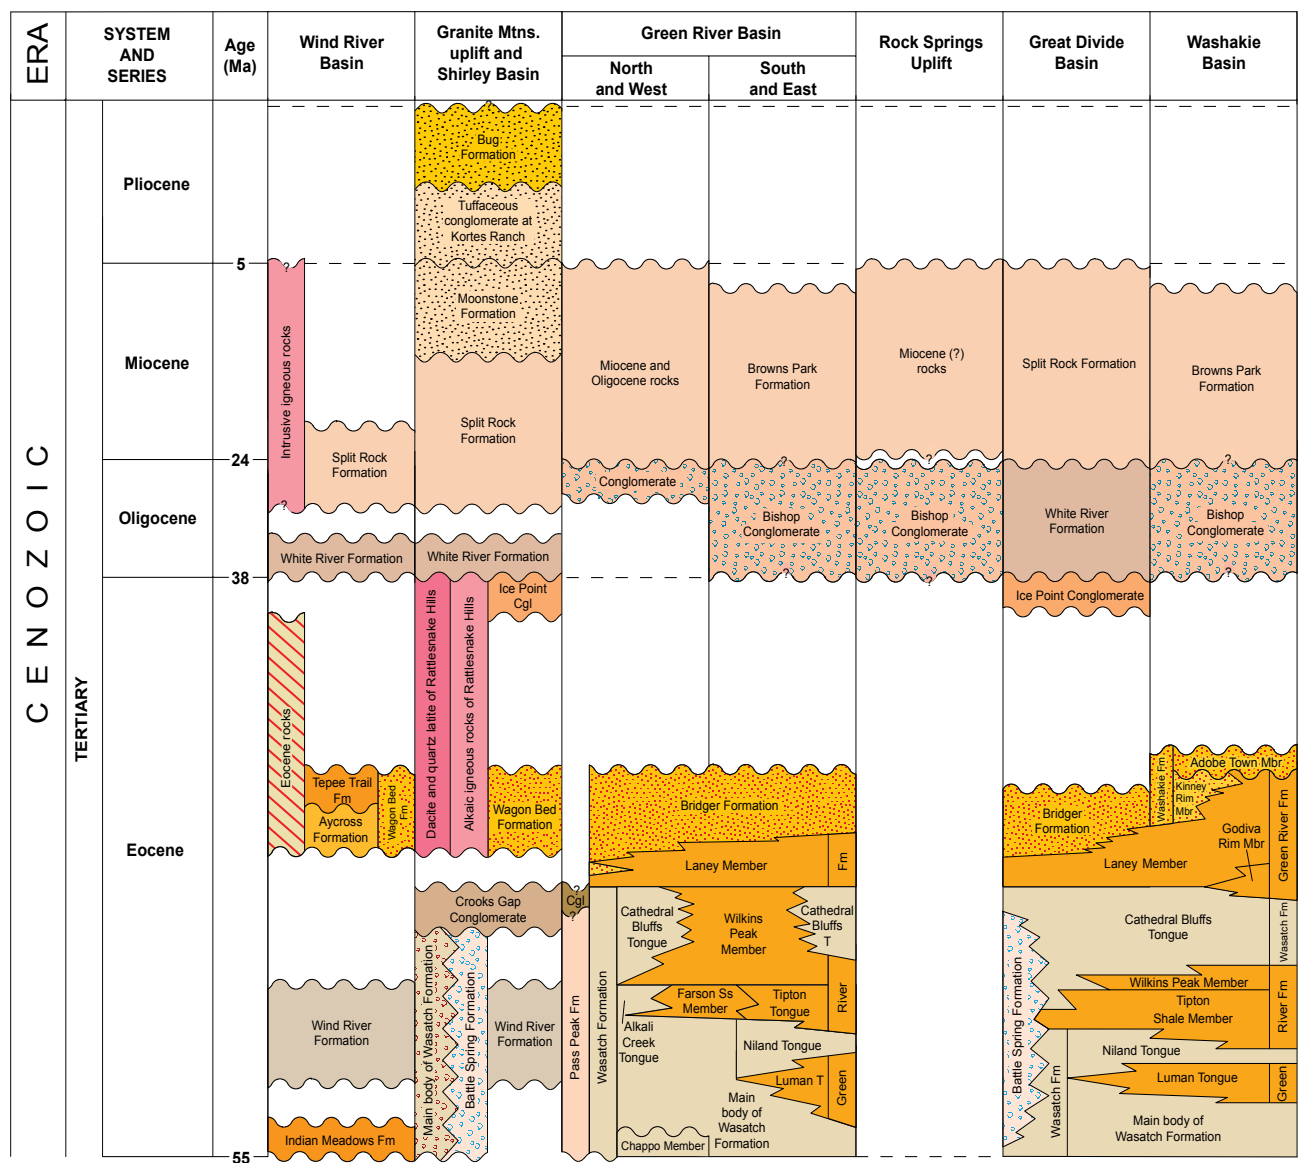 ERA
SYSTEM
AND
SERIES
Age
(Ma)
Wind River
Basin
Granite Mtns.
uplift and
Shirley Basin
Green River Basin
North
and West
South
and East
Rock Springs
Uplift
Great Divide
Basin
Washakie
Basin
CENOZOIC
TERTIARY
Pliocene
Miocene
Oligocene
Eocene
5
24
38
55
?
Intrusive igneous rocks
?
Split Rock
Formation
White River Formation
Eocene rocks
Tepee Trail
Fm
Aycross
Formation
Wagon Bed
Fm
Wind River
Formation
Indian Meadows Fm
?
Bug
Formation
Tuffaceous
conglomerate at
Kortes Ranch
Moonstone
Formation
Split Rock
Formation
White River Formation
Dacite and quartz latite of Rattlesnake Hills
Alkaic igneous rocks of Rattlesnake Hills
Ice Point
Cgl
Wagon Bed
Formation
Crooks Gap
Conglomerate
Main body of Wasatch Formation
Battle Spring Formation
Wind River
Formation
Miocene and
Oligocene rocks
Conglomerate
Browns Park
Formation
?
Bishop
Conglomerate
?
Bridger Formation
Laney Member
Fm
?
Cgl
?
Pass Peak Fm
Wasatch Formation
Cathedral
Bluffs
Tongue
Wilkins
Peak
Member
Cathedral
Bluffs
T
Farson Ss
Member
Tipton
Tongue
River
Alkali
Creek
Tongue
Niland Tongue
Luman T
Green
Main
body of
Wasatch
Formation
Chappo Member
Miocene (?)
rocks
?
Bishop
Conglomerate
?
Split Rock Formation
White River
Formation
Ice Point Conglomerate
Bridger
Formation
Laney Member
Browns Park
Formation
?
Bishop
Conglomerate
?
Washakie Fm
Adobe Town Mbr
Kinney
Rim
Mbr
Godiva
Rim Mbr
Green River Fm
Cathedral Bluffs
Tongue
Wasatch Fm
Battle Spring Formation
Wilkins Peak Member
Tipton
Shale Member
River Fm
Niland Tongue
Wasatch Fm
Luman Tongue
Green
Main body of
Wasatch Formation